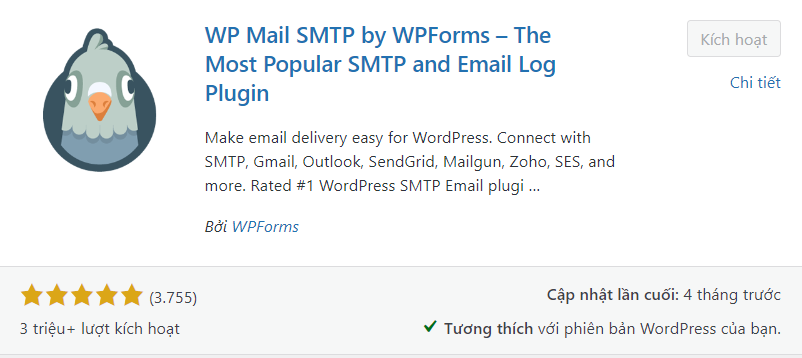 WP Mail SMTP by WPForms – The
Most Popular SMTP and Email Log
Plugin
Kích hoạt
Chi tiết
Make email delivery easy for WordPress. Connect with
SMTP, Gmail, Outlook, SendGrid, Mailgun, Zoho, SES, and
more. Rated #1 WordPress SMTP Email plugi ...
Bởi WPForms
(3.755)
Cập nhật lần cuối: 4 tháng trước
3 triệu+ lượt kích hoạt
Tương thích với phiên bản WordPress của bạn.